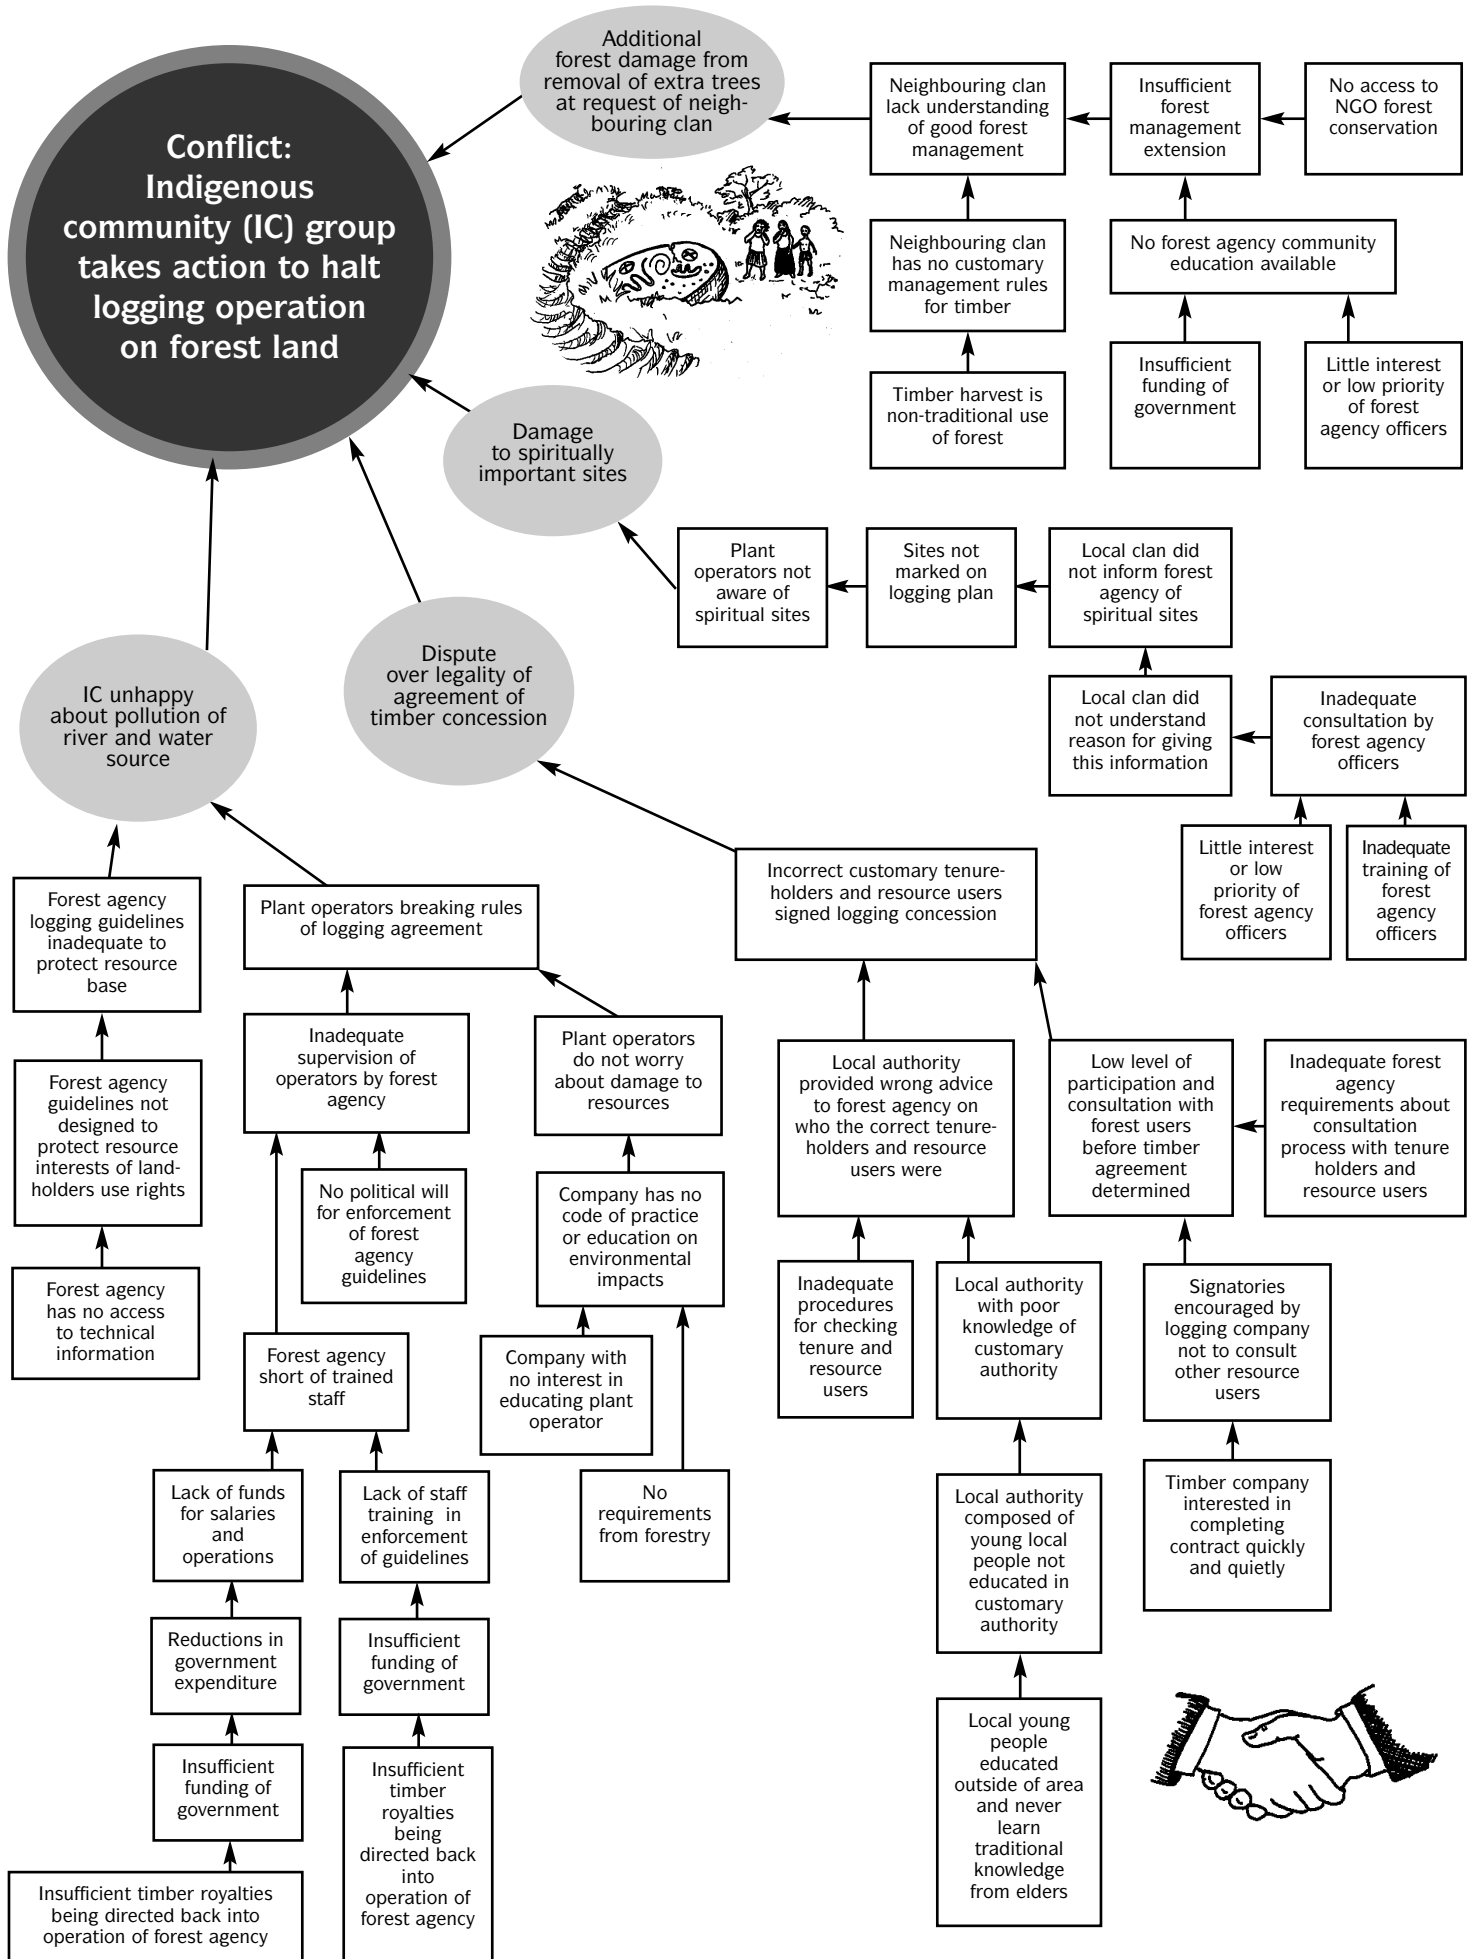 Conflict:
Indigenous
community (IC) group
takes action to halt
logging operation
on forest land
Additional
forest damage from
removal of extra trees
at request of neigh-
bouring clan
Neighbouring clan
lack understanding
of good forest
management
Insufficient
forest
management
extension
No access to
NGO forest
conservation
Neighbouring clan
has no customary
management rules
for timber
No forest agency community
education available
Timber harvest is
non-traditional use
of forest
Insufficient
funding of
government
Little interest
or low priority
of forest
agency officers
Damage
to spiritually
important sites
Plant
operators not
aware of
spiritual sites
Sites not
marked on
logging plan
Local clan did
not inform forest
agency of
spiritual sites
Local clan did
not understand
reason for giving
this information
Inadequate
consultation by
forest agency
officers
Little interest
or low
priority of
forest agency
officers
Inadequate
training of
forest
agency
officers
Dispute
over legality of
agreement of
timber concession
IC unhappy
about pollution of
river and water
source
Incorrect customary tenure-
holders and resource users
signed logging concession
Forest agency
logging guidelines
inadequate to
protect resource
base
Plant operators breaking rules
of logging agreement
Forest agency
guidelines not
designed to
protect resource
interests of land-
holders use rights
Inadequate
supervision of
operators by forest
agency
Plant operators
do not worry
about damage to
resources
Local authority
provided wrong advice
to forest agency on
who the correct tenure-
holders and resource
users were
Low level of
participation and
consultation with
forest users
before timber
agreement
determined
Inadequate forest
agency
requirements about
consultation
process with tenure
holders and
resource users
Forest agency
has no access
to technical
information
No political will
for enforcement
of forest
agency
guidelines
Company has no
code of practice
or education on
environmental
impacts
Inadequate
procedures
for checking
tenure and
resource
users
Local authority
with poor
knowledge of
customary
authority
Signatories
encouraged by
logging company
not to consult
other resource
users
Forest agency
short of trained
staff
Company with
no interest in
educating plant
operator
Lack of funds
for salaries
and
operations
Lack of staff
training in
enforcement
of guidelines
No
requirements
from forestry
Local authority
composed of
young local
people not
educated in
customary
authority
Timber company
interested in
completing
contract quickly
and quietly
Reductions in
government
expenditure
Insufficient
funding of
government
Insufficient
funding of
government
Insufficient
timber
royalties
being
directed back
into
operation of
forest agency
Local young
people
educated
outside of area
and never
learn
traditional
knowledge
from elders
Insufficient timber royalties
being directed back into
operation of forest agency